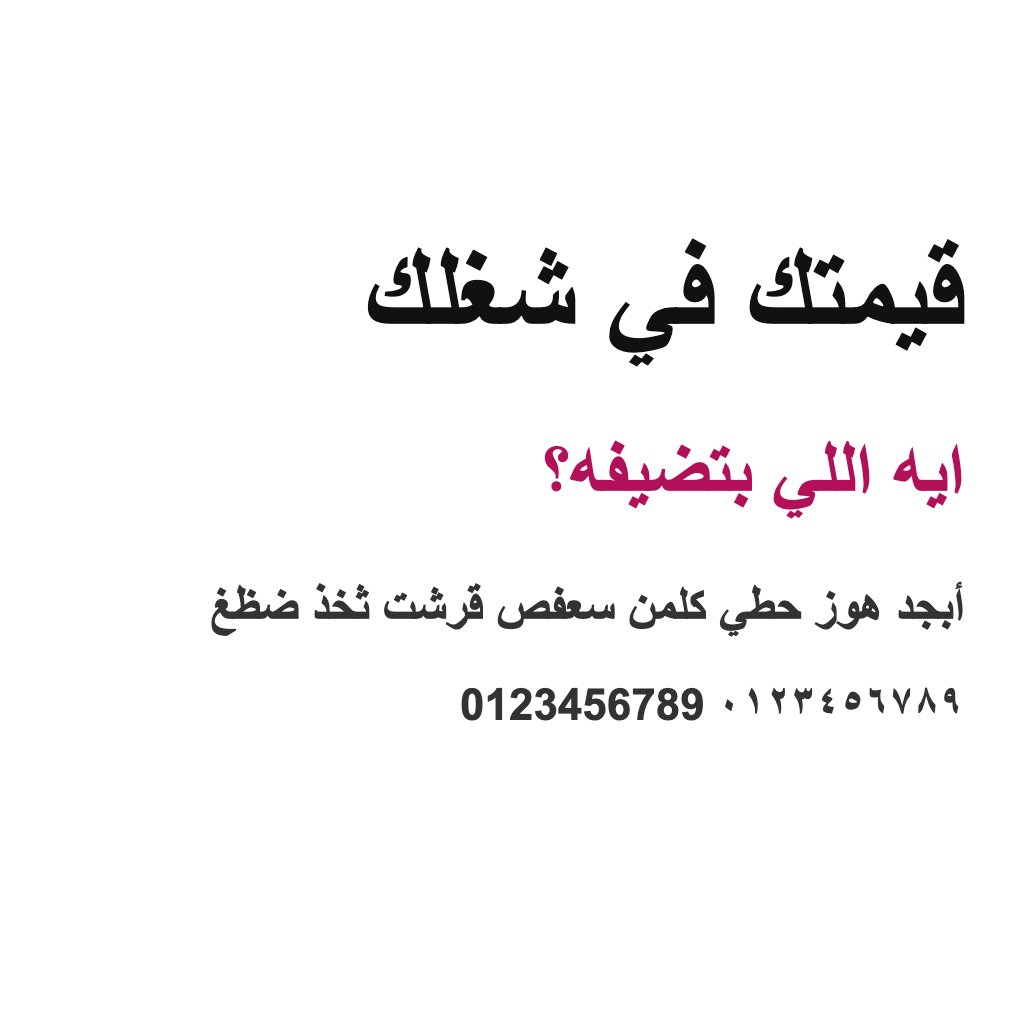 قيمتك في شغلك
ايه اللي بتضيفه؟
أبجد هوز حطي كلمن سعفص قرشت ثخذ ضظغ
٠١٢٣٤٥٦٧٨٩ 0123456789